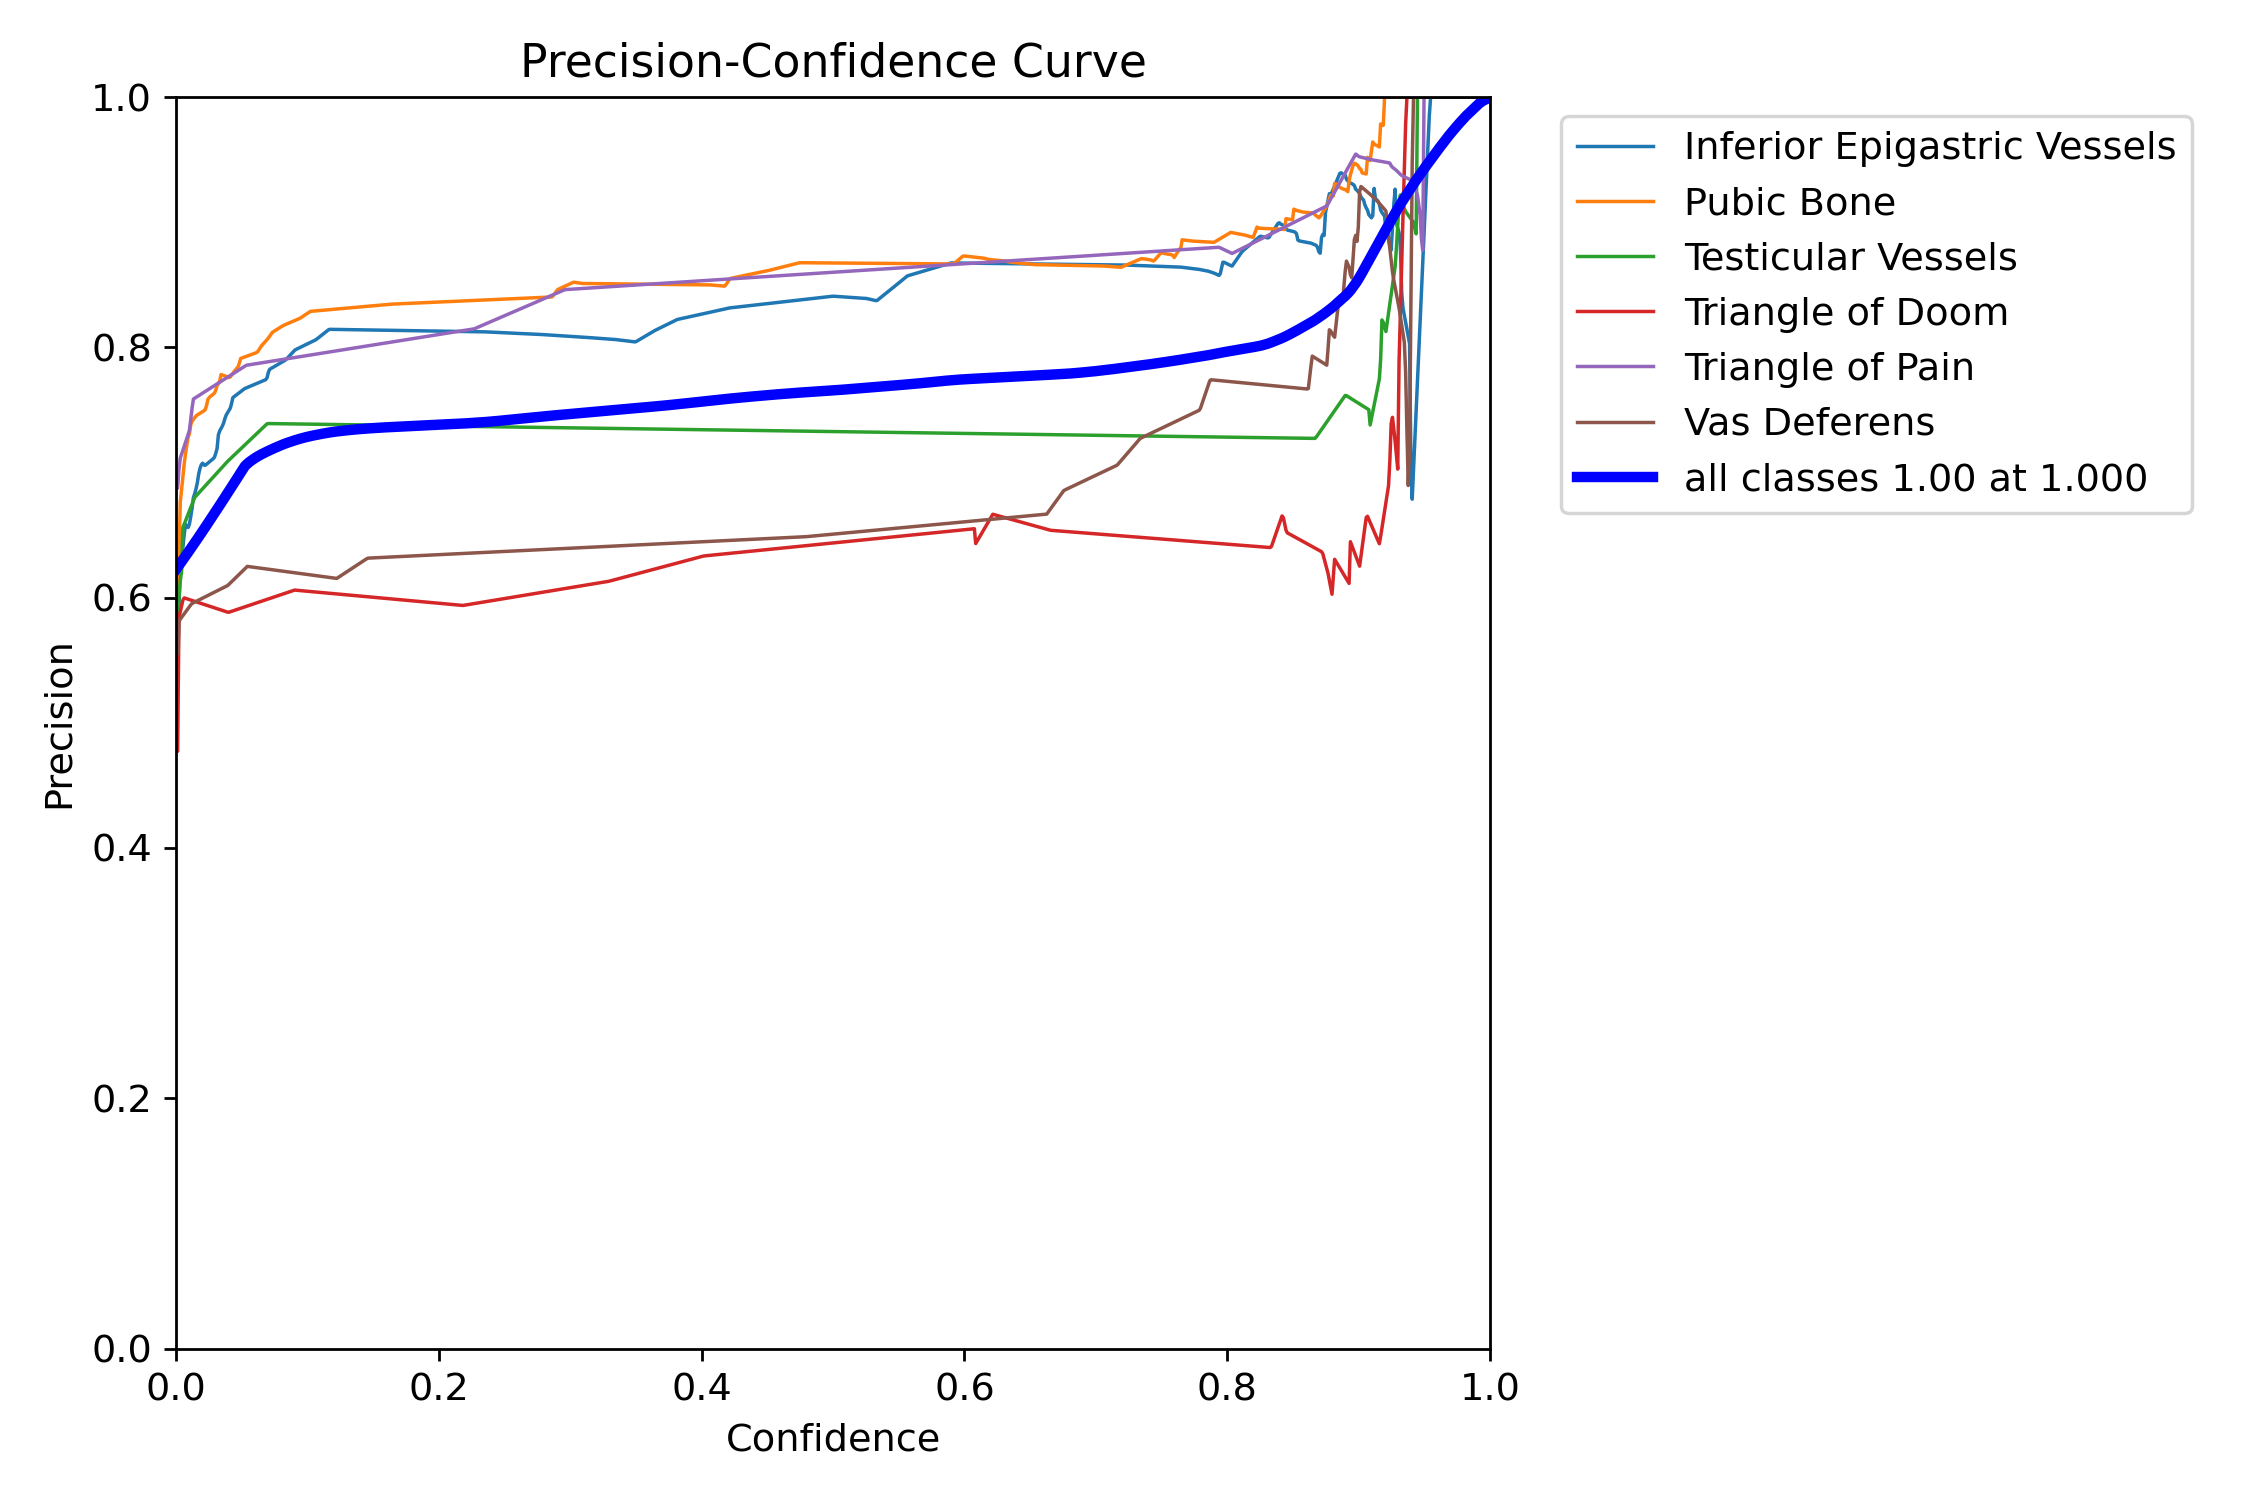 Precision-Confidence Curve
1.0
0.8
0.6
0.4
0.2
0.0
Precision
0.0 0.2 0.4 0.6 0.8 1.0
Confidence
Inferior Epigastric Vessels
Pubic Bone
Testicular Vessels
Triangle of Doom
Triangle of Pain
Vas Deferens
all classes 1.00 at 1.000